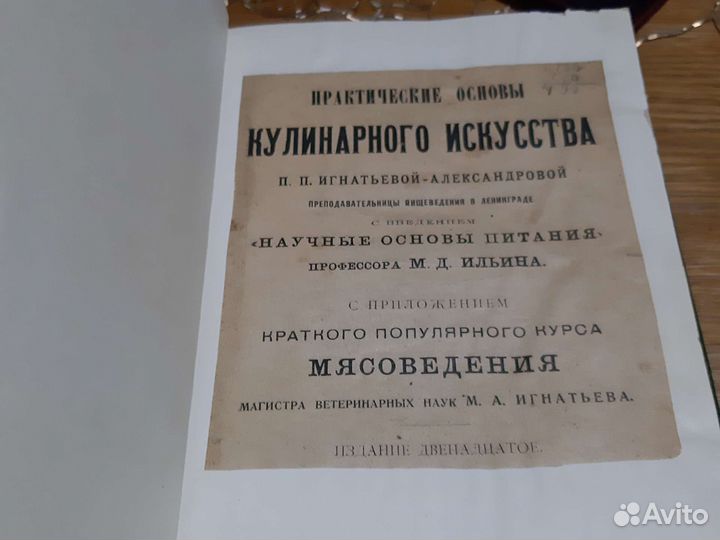 ПРАКТИЧЕСКИЕ ОСНОВЫ
КУЛИНАРНОГО ИСКУССТВА
П. П. ИГНАТЬЕВОЙ-АЛЕКСАНДРОВОЙ
ПРЕПОДАВАТЕЛЬНИЦЫ ПИЩЕВЕДЕНИЯ В ЛЕНИНГРАДЕ
С ВВЕДЕНИЕМ
«НАУЧНЫЕ ОСНОВЫ ПИТАНИЯ»
ПРОФЕССОРА М. Д. ИЛЬИНА.
С ПРИЛОЖЕНИЕМ
КРАТКОГО ПОПУЛЯРНОГО КУРСА
МЯСОВЕДЕНИЯ
МАГИСТРА ВЕТЕРИНАРНЫХ НАУК М. А. ИГНАТЬЕВА.
ИЗДАНИЕ ДВЕНАДЦАТОЕ.
Avito